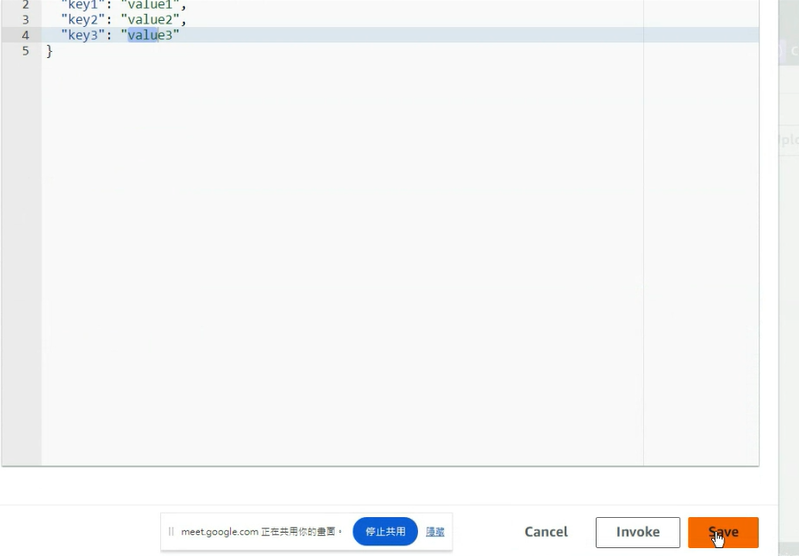 2 "key1": "value1",
3 "key2": "value2",
4 "key3": "value3"
5 }
meet.google.com 正在共用你的畫面。 停止共用 隱藏 Cancel Invoke Save